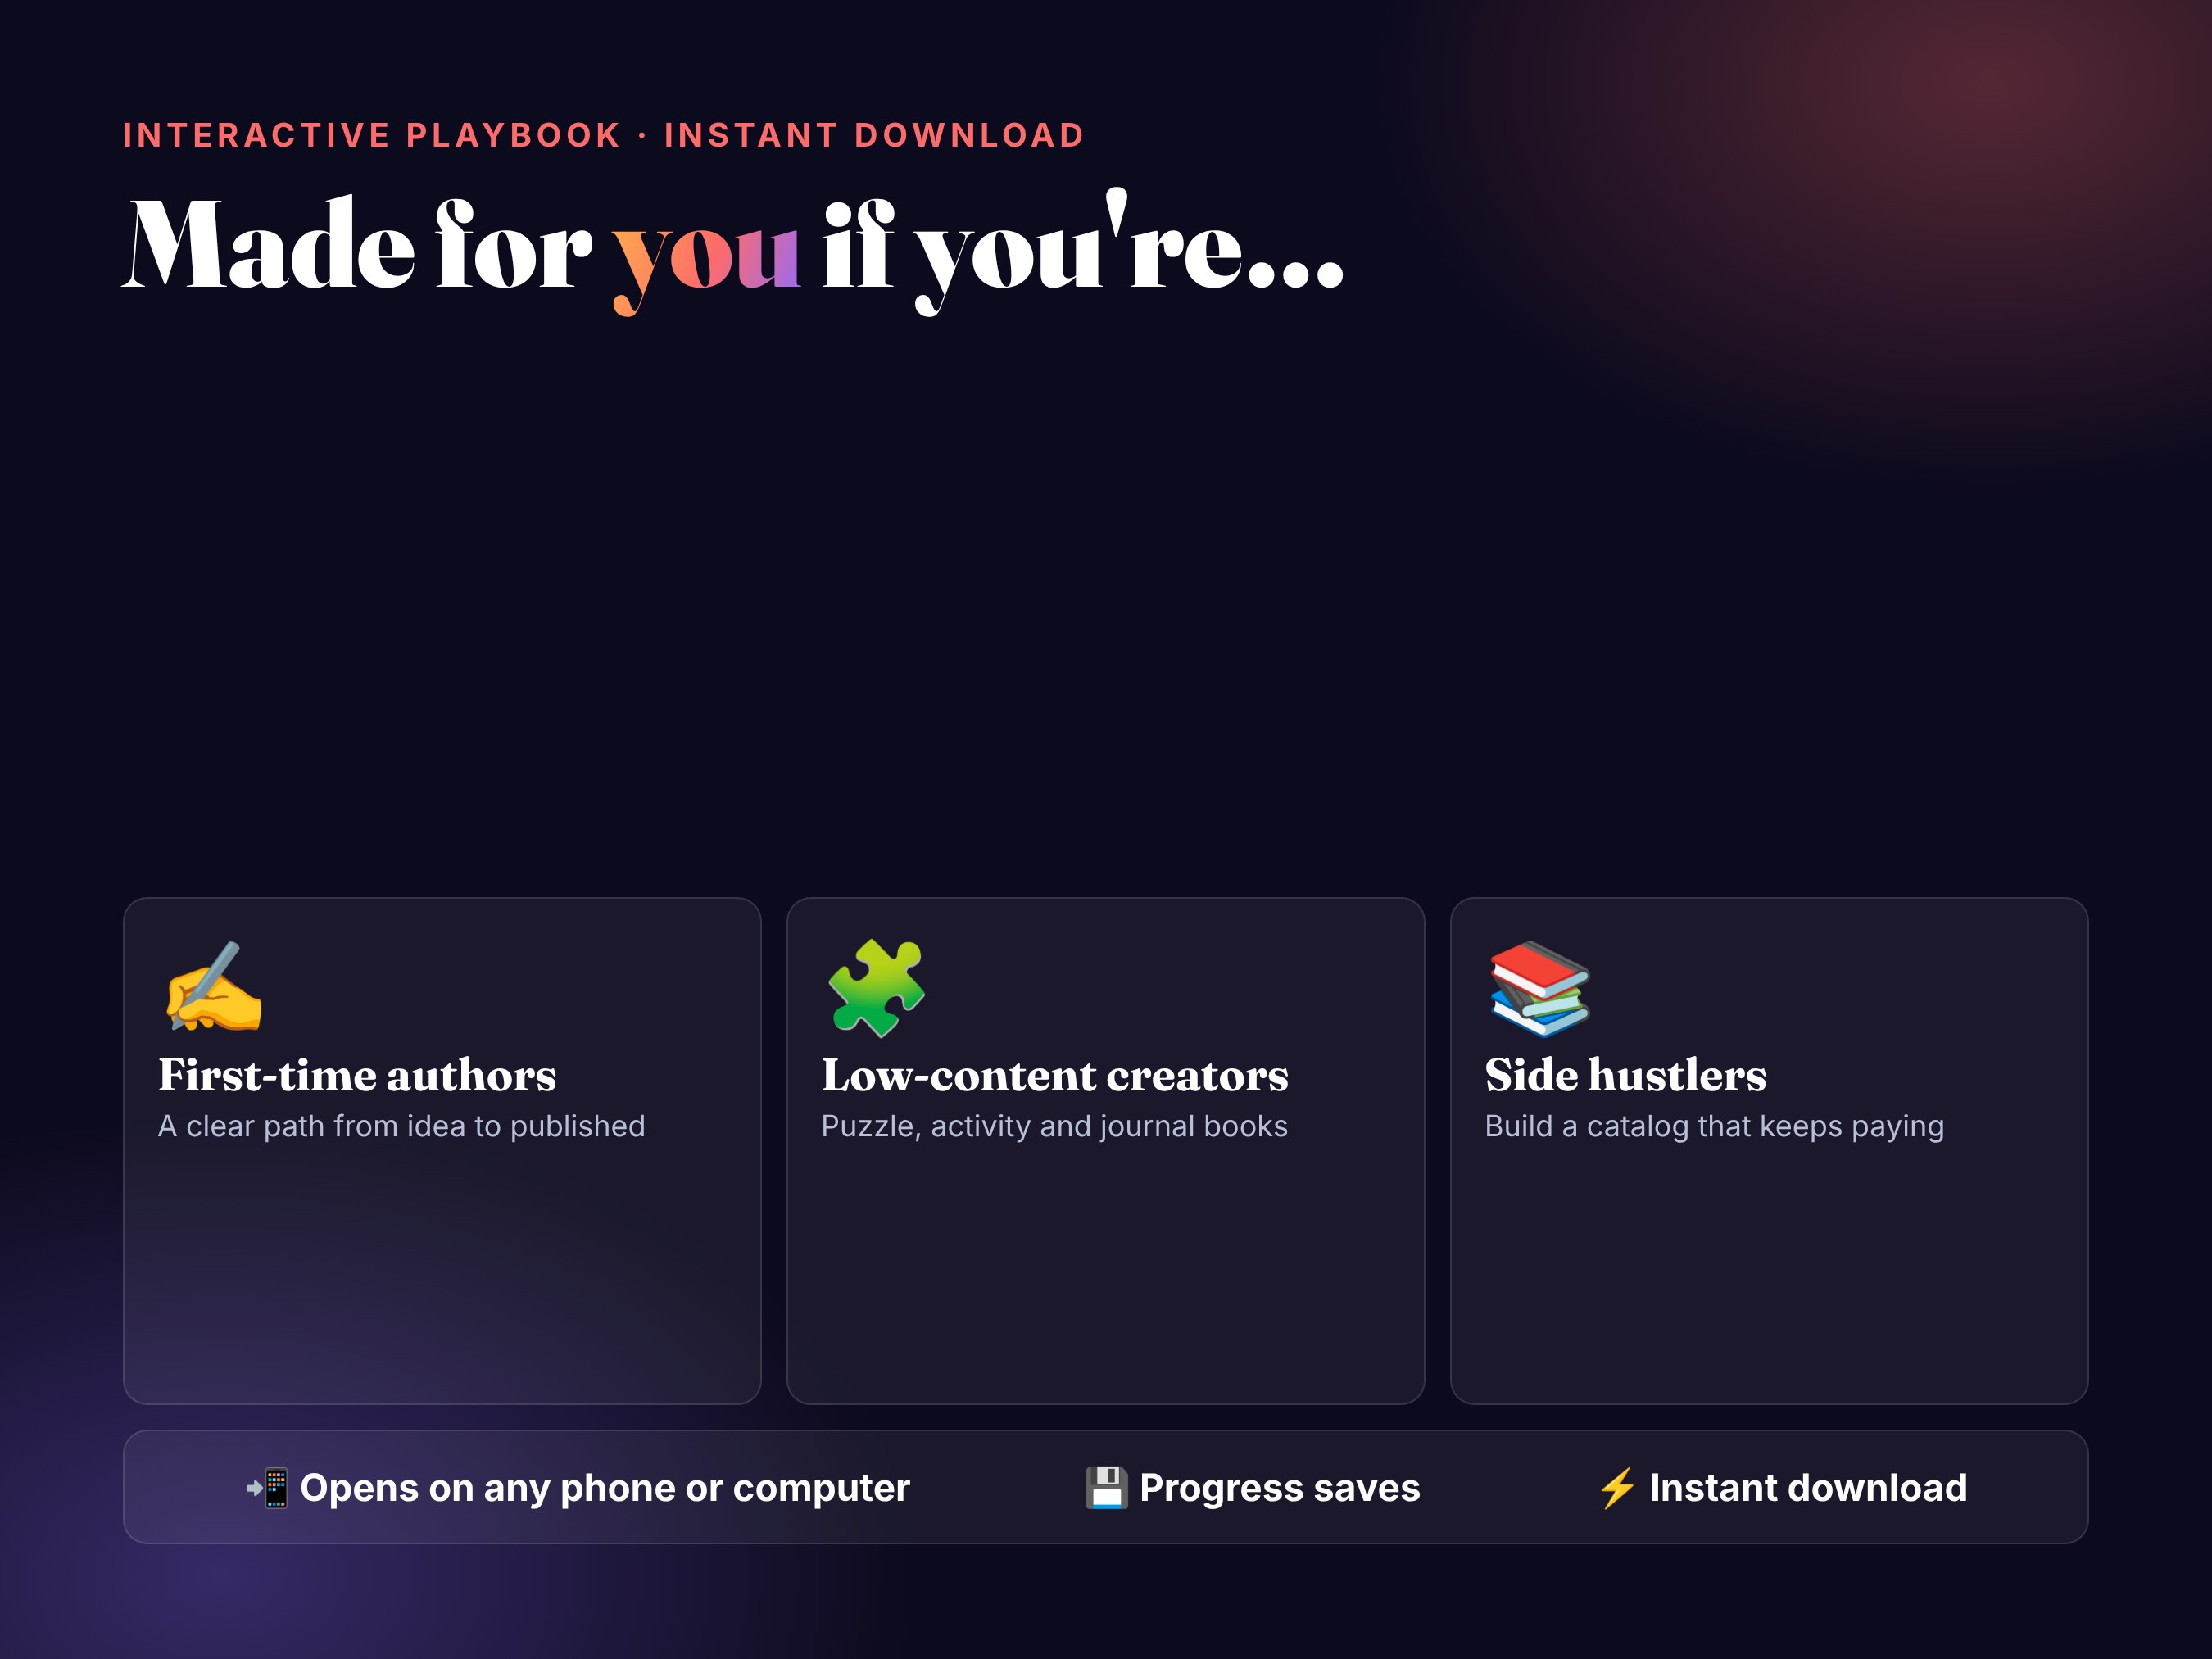 INTERACTIVE PLAYBOOK · INSTANT DOWNLOAD
Made for you if you're...
First-time authors
A clear path from idea to published
Low-content creators
Puzzle, activity and journal books
Side hustlers
Build a catalog that keeps paying
Opens on any phone or computer
Progress saves
Instant download